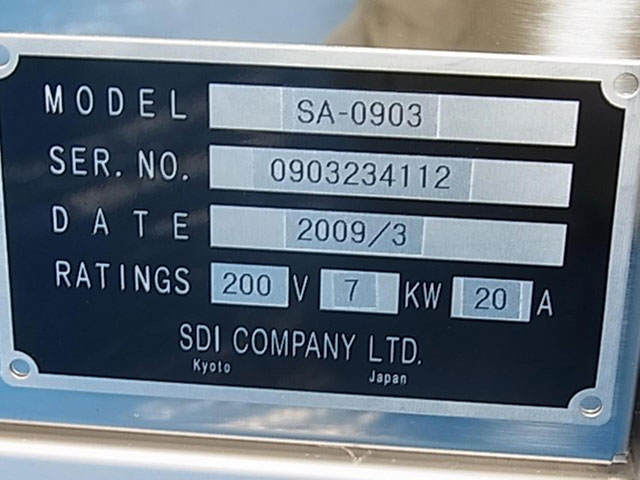 MODEL SA-0903
SER. NO. 0903234112
DATE 2009/3
RATINGS 200 V 7 KW 20 A
SDI COMPANY LTD.
Kyoto Japan